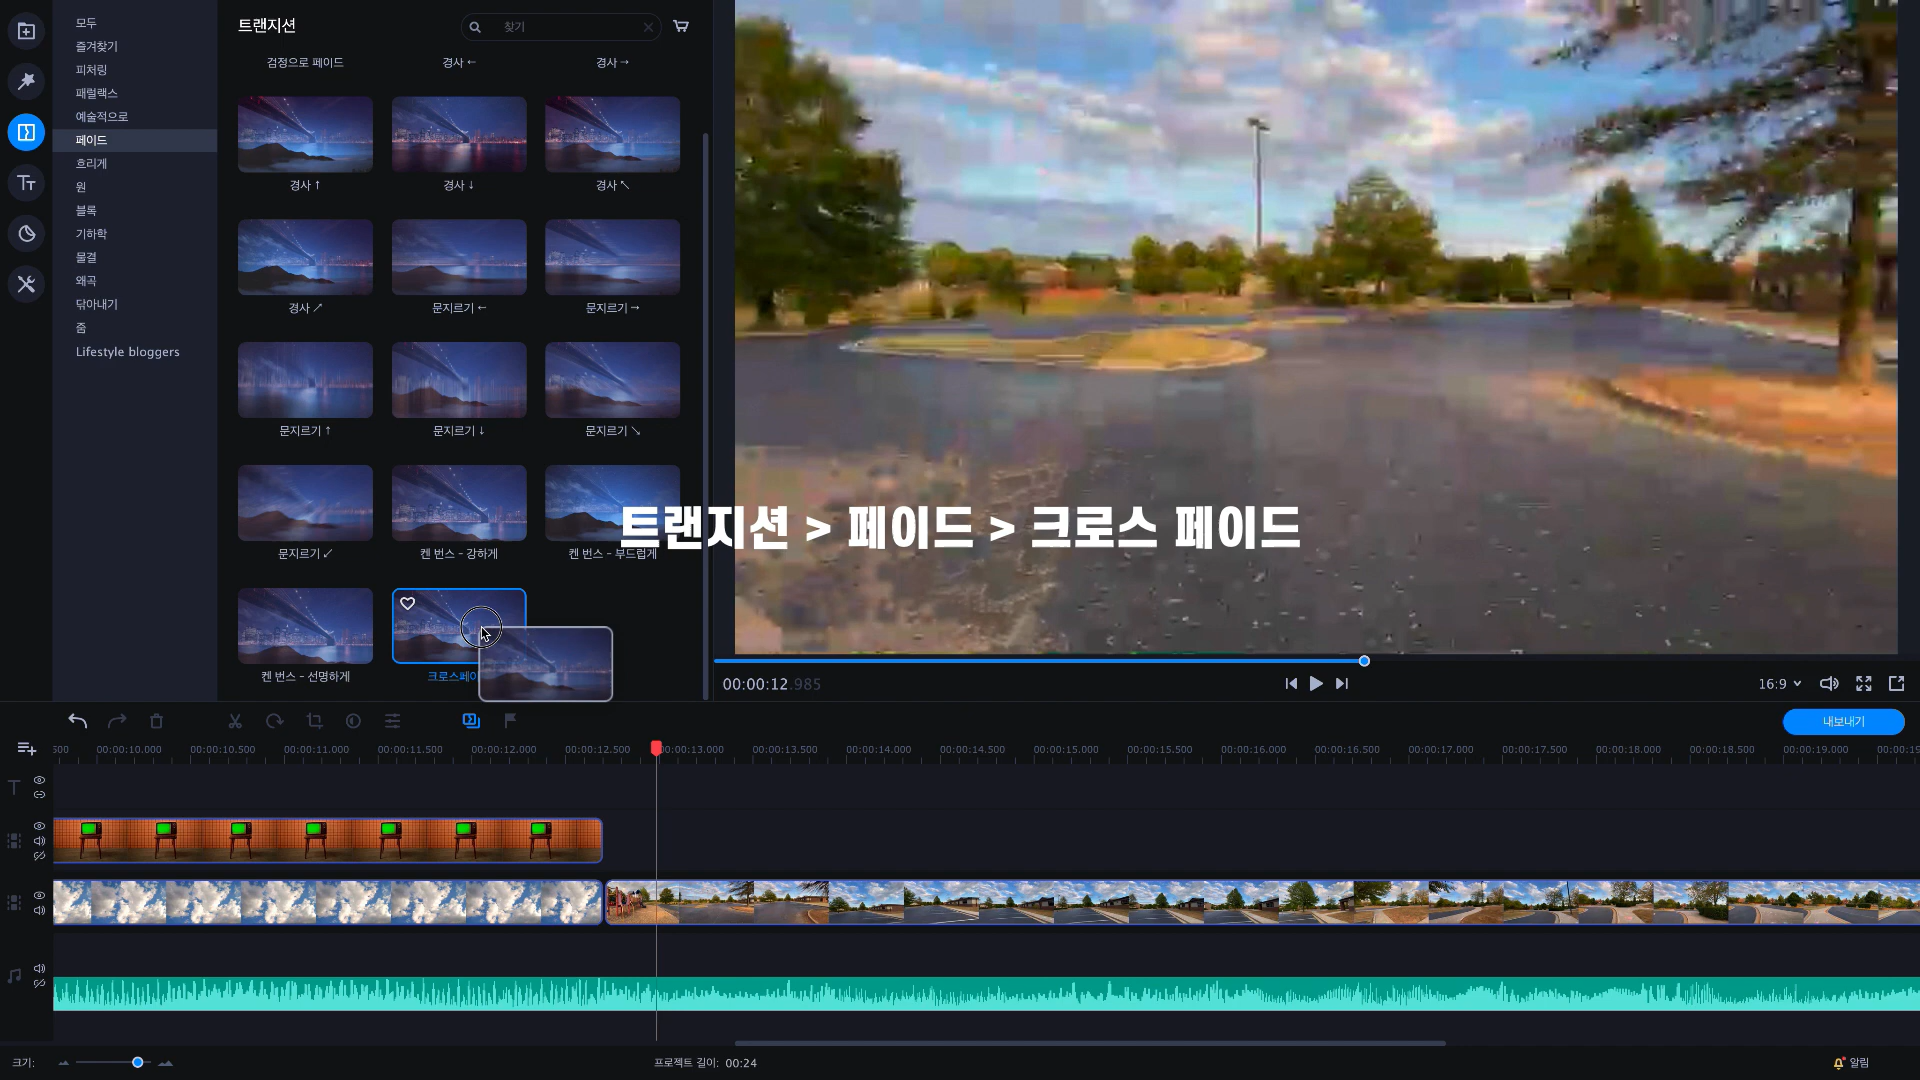 모두
즐겨찾기
피처링
패럴랙스
예술적으로
페이드
흐리게
원
블록
기하학
물결
왜곡
닦아내기
줌
Lifestyle bloggers
트랜지션
찾기
검정으로 페이드
경사 ←
경사 →
경사 ↑
경사 ↓
경사 ↖
경사 ↗
문지르기 ←
문지르기 →
문지르기 ↑
문지르기 ↓
문지르기 ↘
문지르기 ↙
켄 번스 - 강하게
켄 번스 - 부드럽게
켄 번스 - 선명하게
트랜지션 > 페이드 > 크로스 페이드
00:00:12.985
16:9
내보내기
500
00:00:10.000
00:00:10.500
00:00:11.000
00:00:11.500
00:00:12.000
00:00:12.500
00:00:13.000
00:00:13.500
00:00:14.000
00:00:14.500
00:00:15.000
00:00:15.500
00:00:16.000
00:00:16.500
00:00:17.000
00:00:17.500
00:00:18.000
00:00:18.500
00:00:19.000
크기:
프로젝트 길이: 00:24
알림